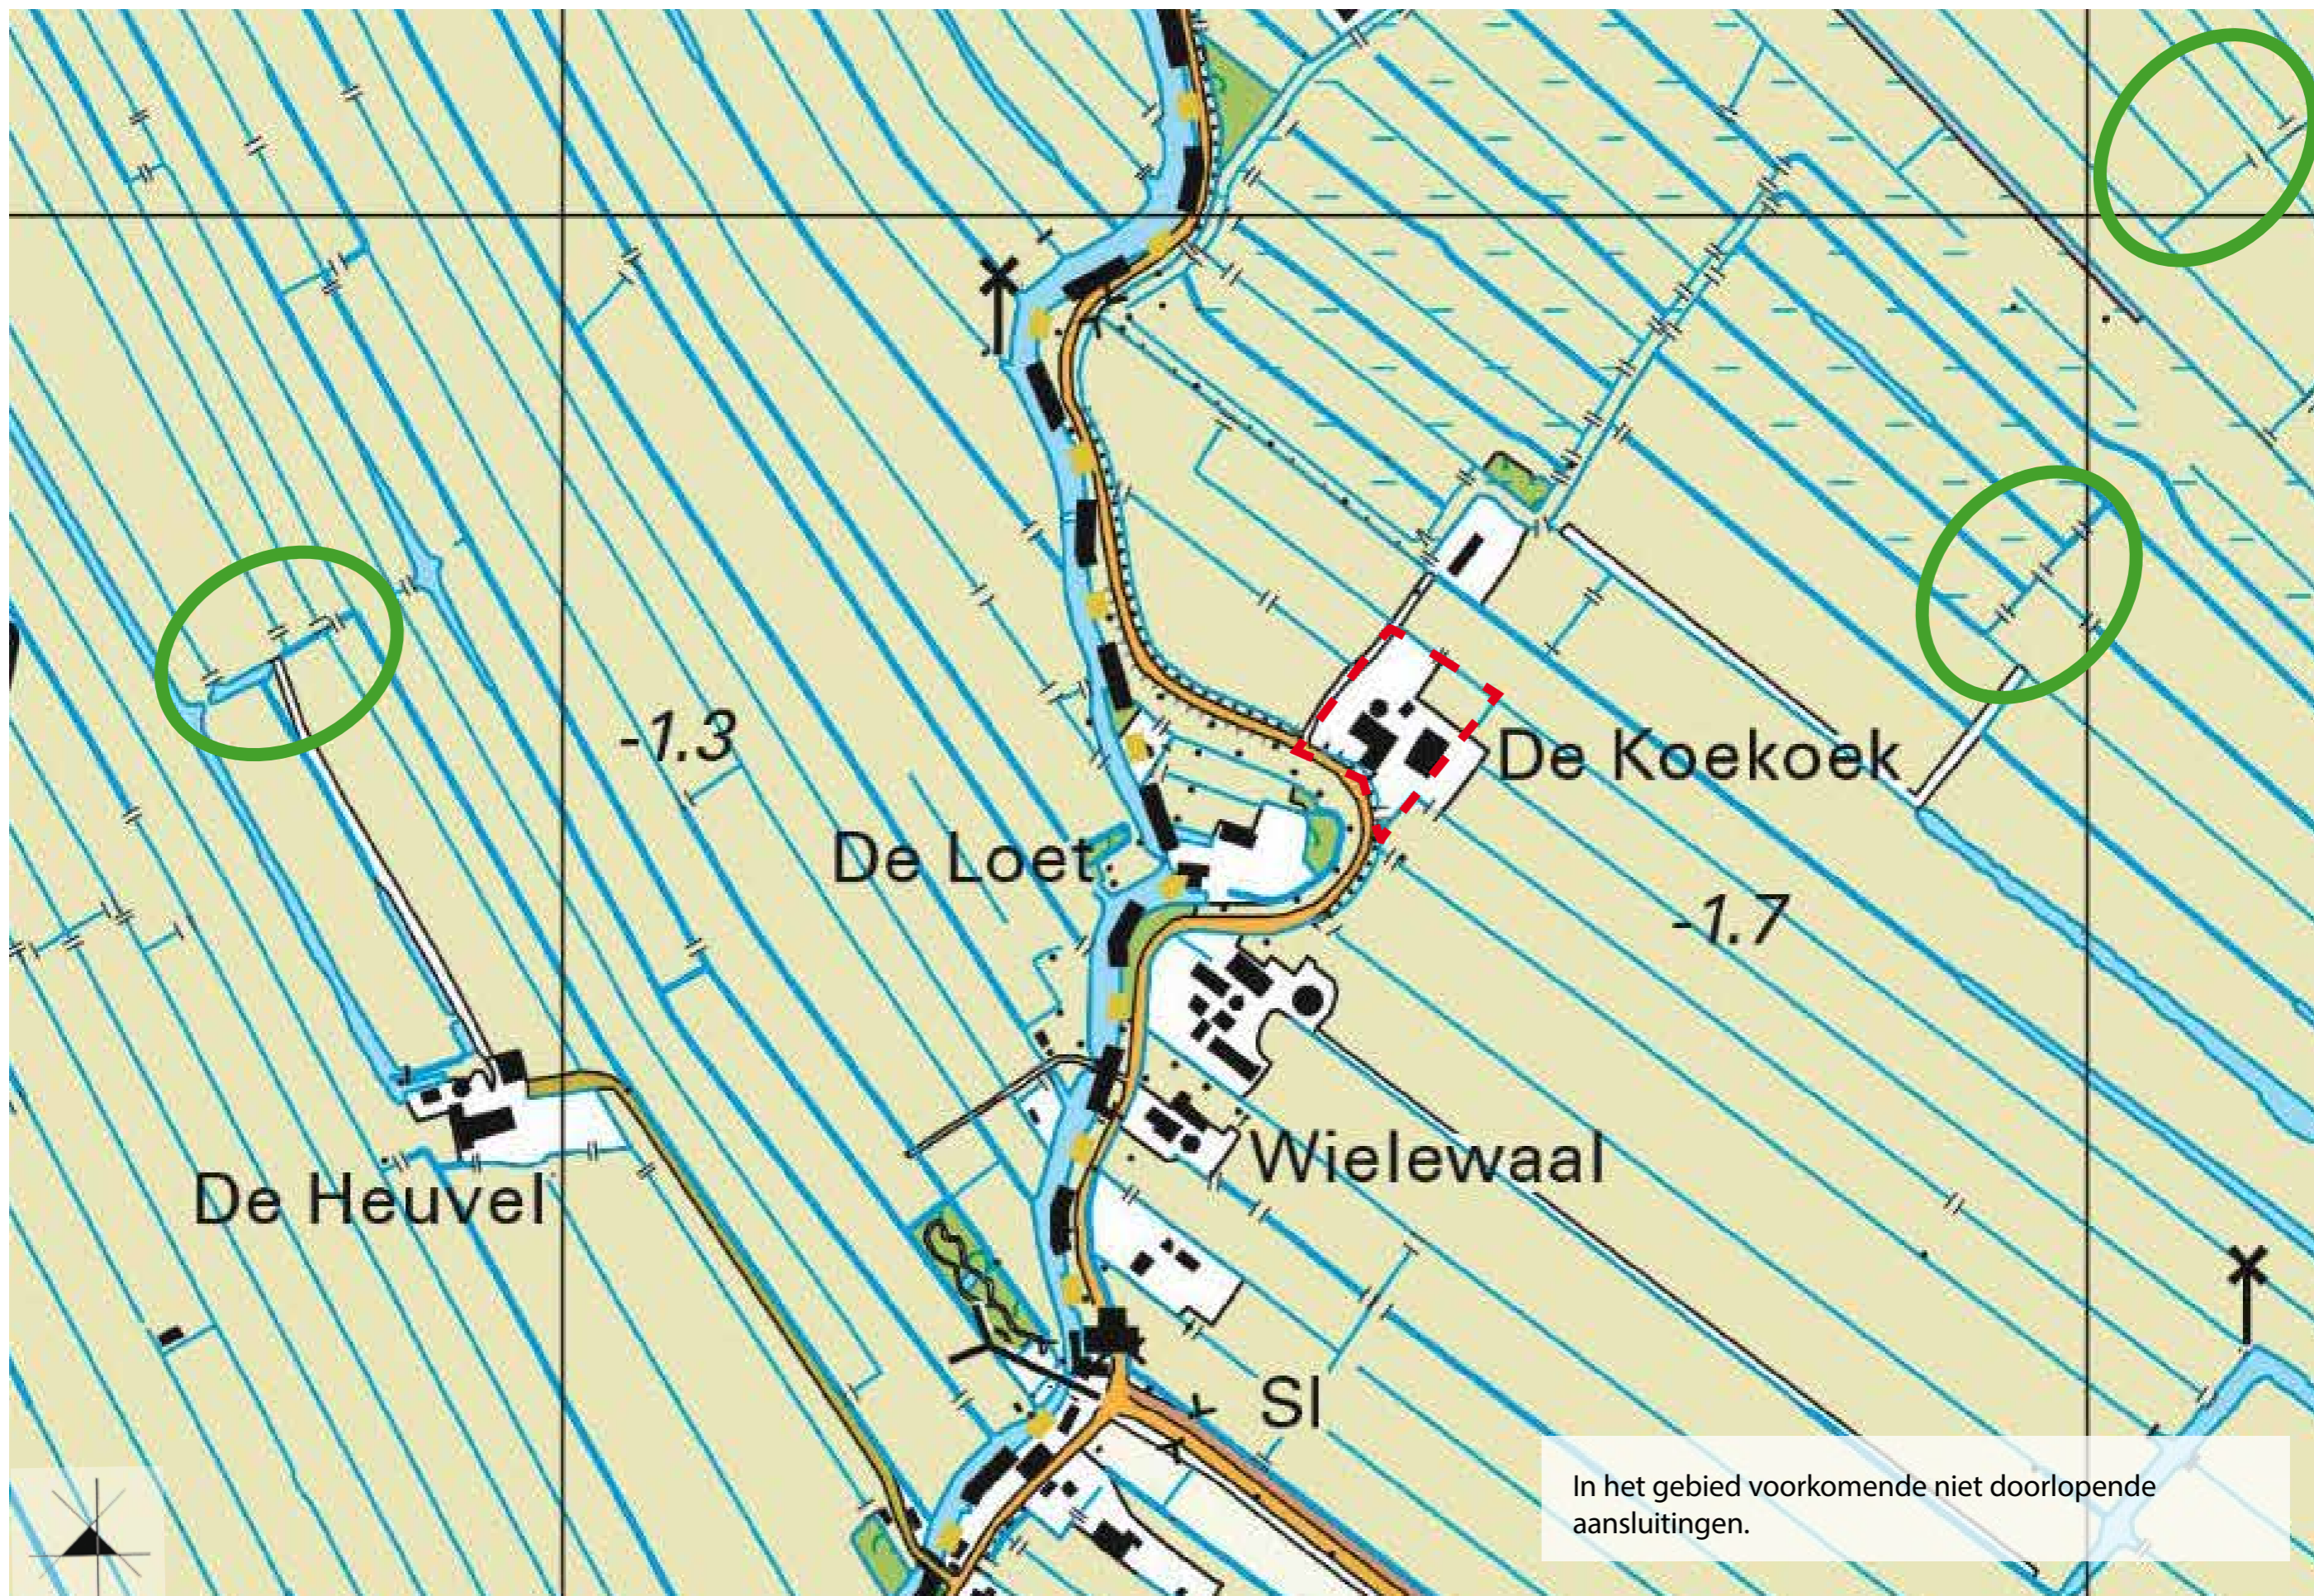 -1.3
De Koekoek
De Loet
-1.7
De Heuvel
Wielewaal
Sl
In het gebied voorkomende niet doorlopende
aansluitingen.